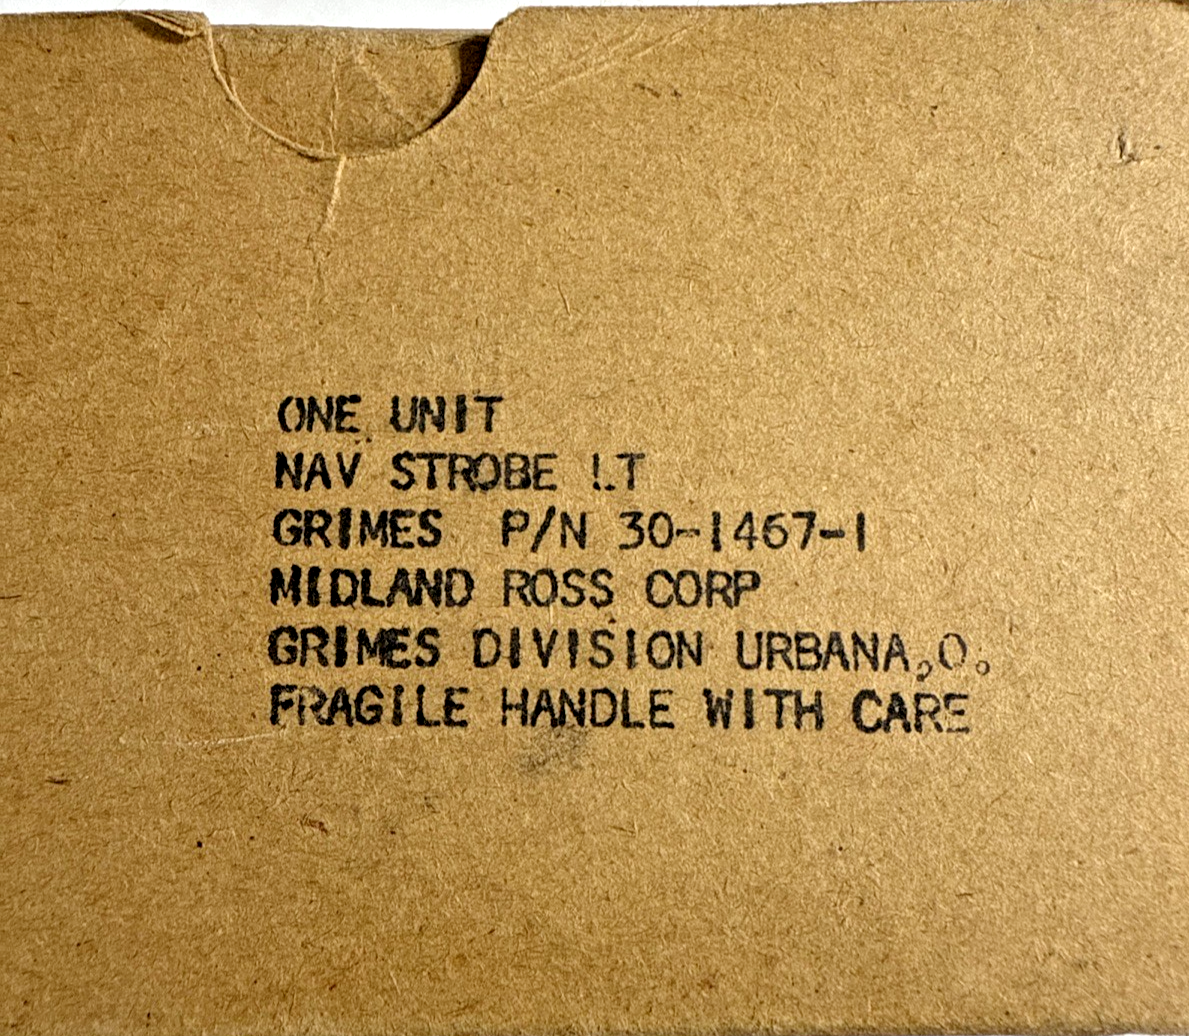 ONE UNIT
NAV STROBE LT
GRIMES P/N 30-1467-1
MIDLAND ROSS CORP
GRIMES DIVISION URBANA,O.
FRAGILE HANDLE WITH CARE